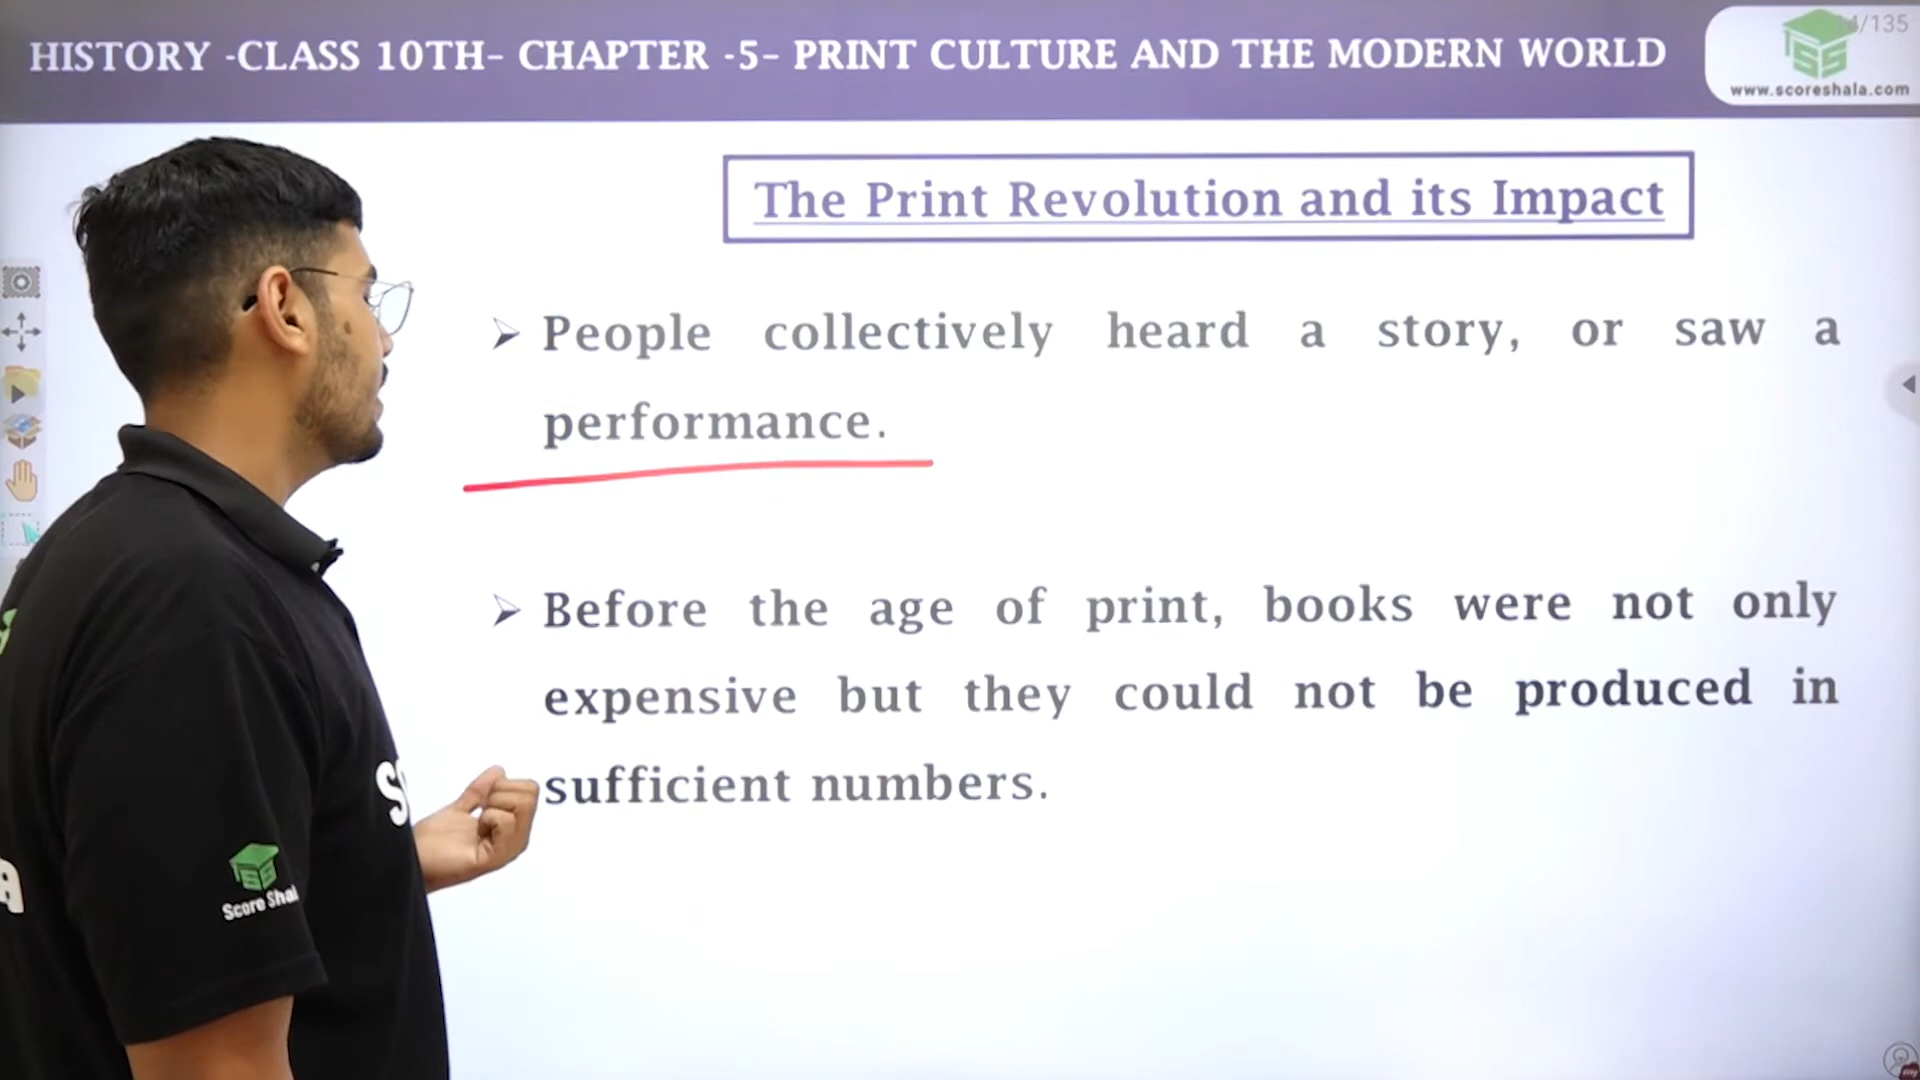 HISTORY -CLASS 10TH- CHAPTER -5- PRINT CULTURE AND THE MODERN WORLD
/135
www.scoreshala.com
The Print Revolution and its Impact
➢ People collectively heard a story, or saw a
performance.
➢ Before the age of print, books were not only
expensive but they could not be produced in
sufficient numbers.
Score Shal